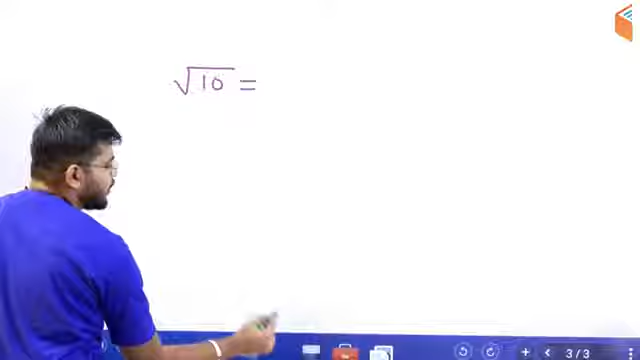 √10 =
3/3